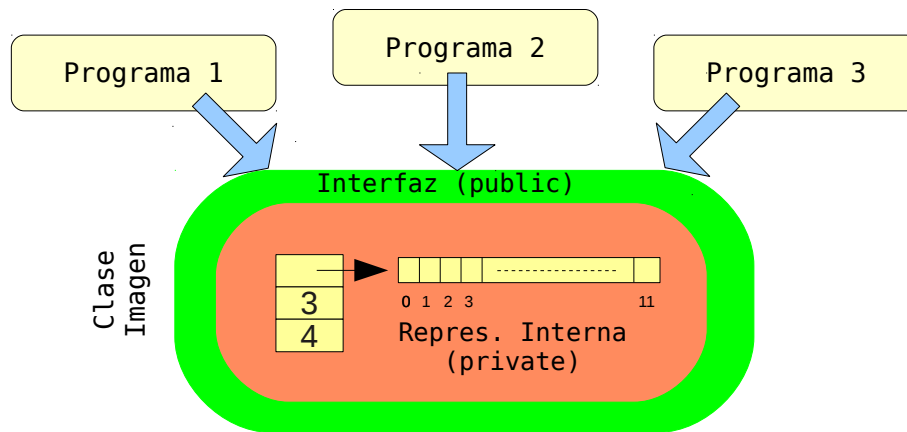 Programa 1
Programa 2
Programa 3
Interfaz (public)
Clase
Imagen
3
4
0 1 2 3 11
Repres. Interna
(private)